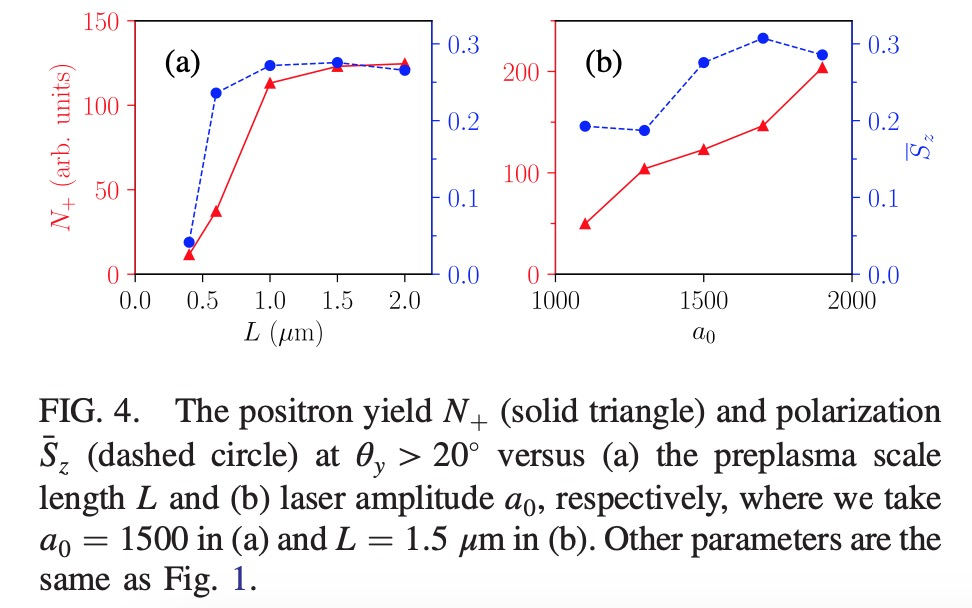 150
100
50
0
N₊ (arb. units)
(a)
0.3
0.2
0.1
0.0
0.0 0.5 1.0 1.5 2.0
L (μm)
200
100
0
(b)
0.3
0.2
0.1
0.0
S̄_z
1000 1500 2000
a₀
FIG. 4. The positron yield N₊ (solid triangle) and polarization
S̄_z (dashed circle) at θ_y > 20° versus (a) the preplasma scale
length L and (b) laser amplitude a₀, respectively, where we take
a₀ = 1500 in (a) and L = 1.5 μm in (b). Other parameters are the
same as Fig. 1.